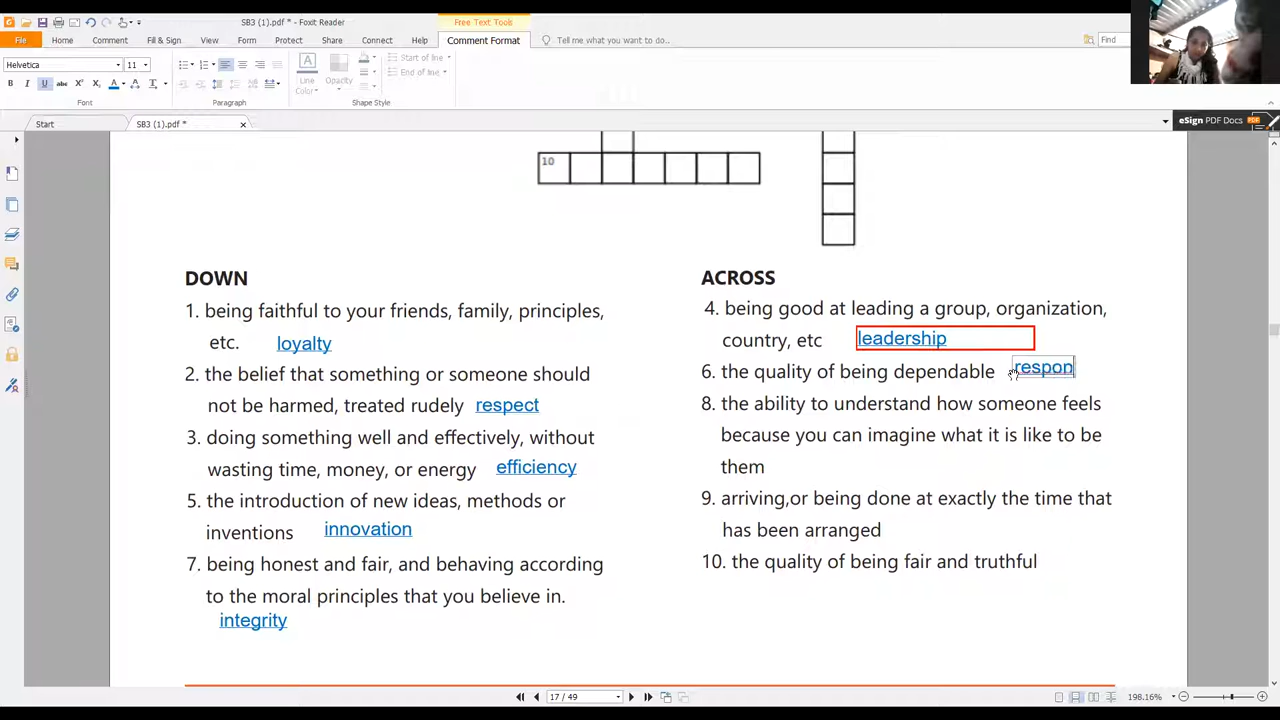 SB3 (1).pdf * - Foxit Reader
Free Text Tools
File Home Comment Fill & Sign View Form Protect Share Connect Help Comment Format Tell me what you want to do... Find
Helvetica 11
Line Color Opacity
Start of line
End of line
Font Paragraph Shape Style
Start SB3 (1).pdf * eSign PDF Docs
10
DOWN
1. being faithful to your friends, family, principles,
etc. loyalty
2. the belief that something or someone should
not be harmed, treated rudely respect
3. doing something well and effectively, without
wasting time, money, or energy efficiency
5. the introduction of new ideas, methods or
inventions innovation
7. being honest and fair, and behaving according
to the moral principles that you believe in.
integrity
ACROSS
4. being good at leading a group, organization,
country, etc leadership
6. the quality of being dependable respon
8. the ability to understand how someone feels
because you can imagine what it is like to be
them
9. arriving,or being done at exactly the time that
has been arranged
10. the quality of being fair and truthful
17 / 49
198.16%